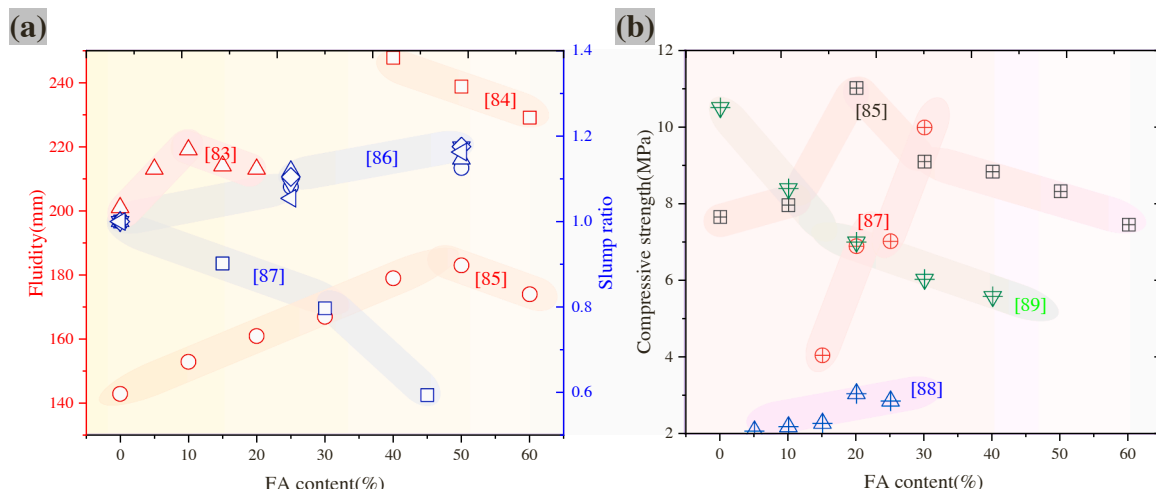 (a)
Fluidity(mm)
240
220
200
180
160
140
1.4
1.2
1.0
0.8
0.6
Slump ratio
[84]
[83]
[86]
[87]
[85]
0 10 20 30 40 50 60
FA content(%)
(b)
Compressive strength(MPa)
12
10
8
6
4
2
[85]
[87]
[89]
[88]
0 10 20 30 40 50 60
FA content(%)